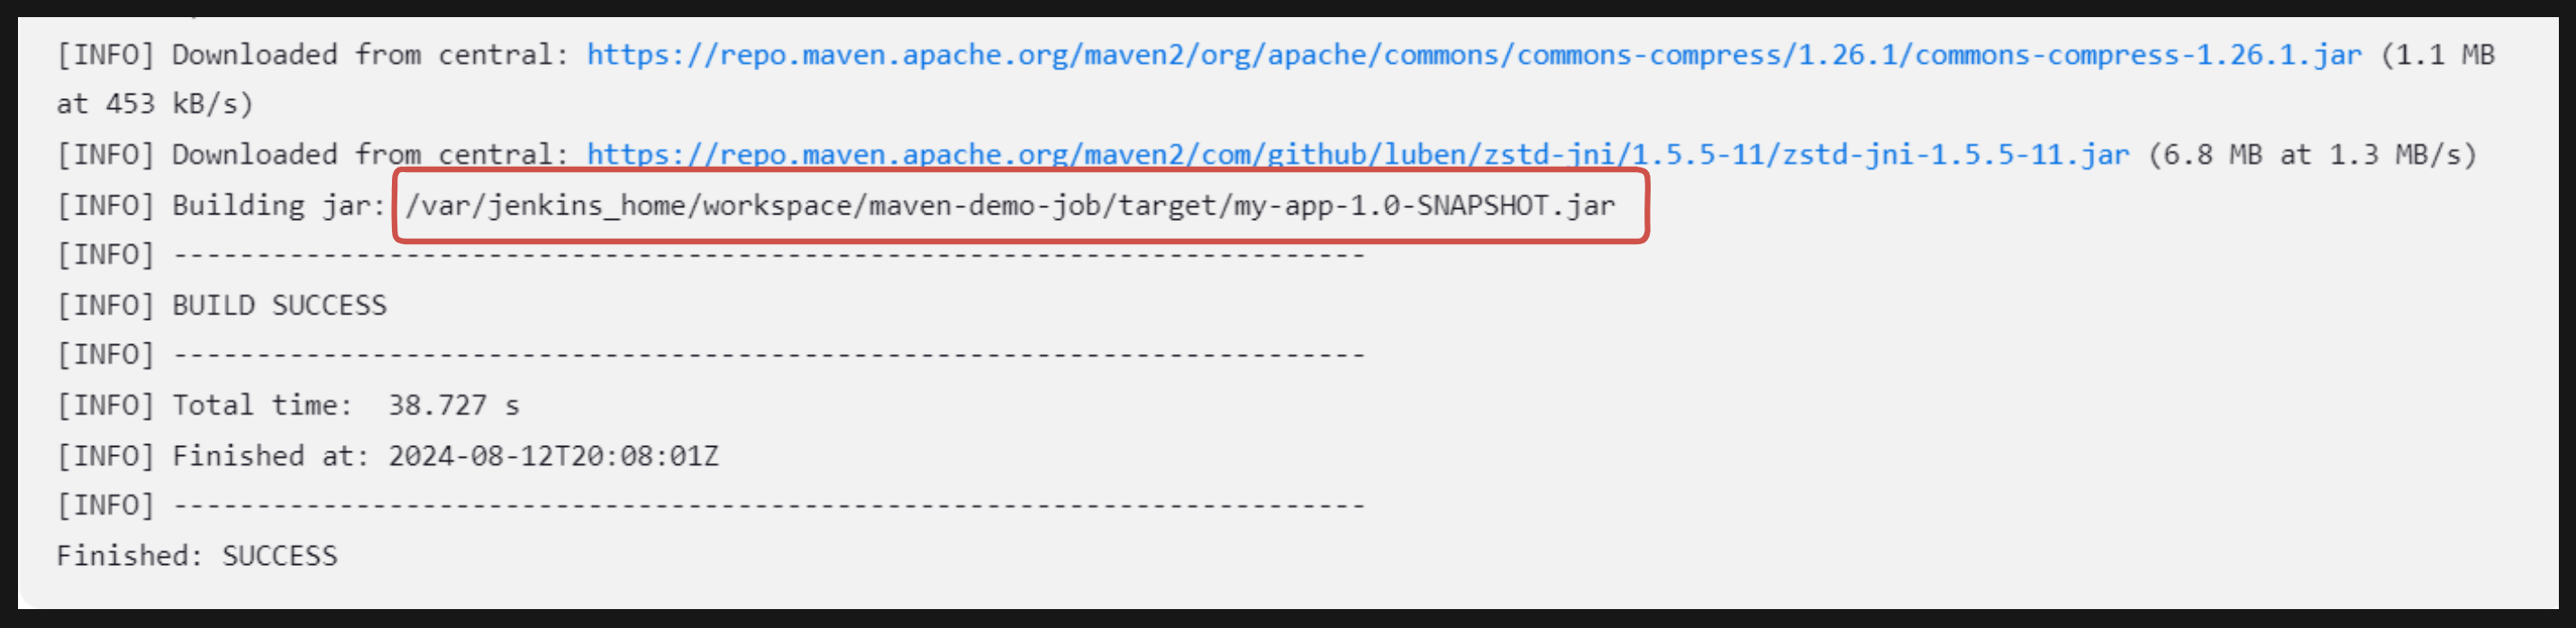 [INFO] Downloaded from central: https://repo.maven.apache.org/maven2/org/apache/commons/commons-compress/1.26.1/commons-compress-1.26.1.jar (1.1 MB
at 453 kB/s)
[INFO] Downloaded from central: https://repo.maven.apache.org/maven2/com/github/luben/zstd-jni/1.5.5-11/zstd-jni-1.5.5-11.jar (6.8 MB at 1.3 MB/s)
[INFO] Building jar: /var/jenkins_home/workspace/maven-demo-job/target/my-app-1.0-SNAPSHOT.jar
[INFO] ------------------------------------------------------------------------
[INFO] BUILD SUCCESS
[INFO] ------------------------------------------------------------------------
[INFO] Total time:  38.727 s
[INFO] Finished at: 2024-08-12T20:08:01Z
[INFO] ------------------------------------------------------------------------
Finished: SUCCESS